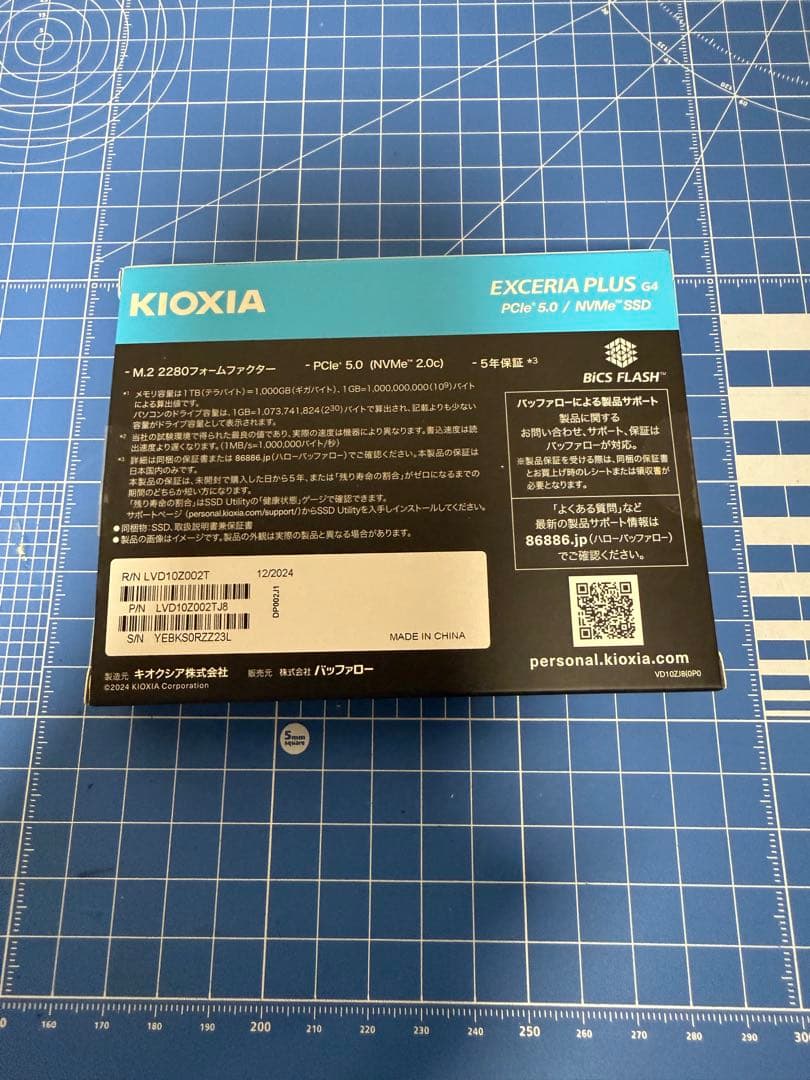 KIOXIA
EXCERIA PLUS G4
PCIe® 5.0 / NVMe™ SSD
- M.2 2280フォームファクター
- PCIe® 5.0 (NVMe™ 2.0c)
- 5年保証 *3
BiCS FLASH™
*1 メモリ容量は1TB(テラバイト)=1,000GB(ギガバイト)、1GB=1,000,000,000(10⁹)バイト
による算出値です。
パソコンのドライブ容量は、1GB=1,073,741,824(2³⁰)バイトで算出され、記載よりも少ない
容量がドライブ容量として表示されます。
*2 当社の試験環境で得られた最良の値であり、実際の速度は機器により異なります。書込速度は読
出速度より遅くなります。(1MB/s=1,000,000バイト/秒)
*3 詳細は同梱の保証書または 86886.jp(ハローバッファロー)でご確認ください。本製品の保証は
日本国内のみです。
本製品の保証は、未開封で購入した日から5年、または「残り寿命の割合」がゼロになるまでの
期間のどちらか短い方になります。
「残り寿命の割合」はSSD Utilityの「健康状態」ゲージで確認できます。
サポートページ (personal.kioxia.com/support/)からSSD Utilityを入手しインストールしてください。
●同梱物:SSD、取扱説明書兼保証書
●製品の画像はイメージです。製品の外観は実際の製品と異なる場合があります。
バッファローによる製品サポート
製品に関する
お問い合わせ、サポート、保証は
バッファローが対応。
※製品保証を受ける際は、同梱の保証書
とお買上げ時のレシートまたは領収書が
必要となります。
「よくある質問」など
最新の製品サポート情報は
86886.jp(ハローバッファロー)
でご確認ください。
R/N LVD10Z002T
12/2024
P/N LVD10Z002TJ8
DP002J1
S/N YEBKS0RZZ23L
MADE IN CHINA
personal.kioxia.com
製造元 キオクシア株式会社
販売元 株式会社 バッファロー
©2024 KIOXIA Corporation
VD10ZJ8(0P0
5mm
square
160
170
180
190
200
210
220
230
240
250
260
270
280
290